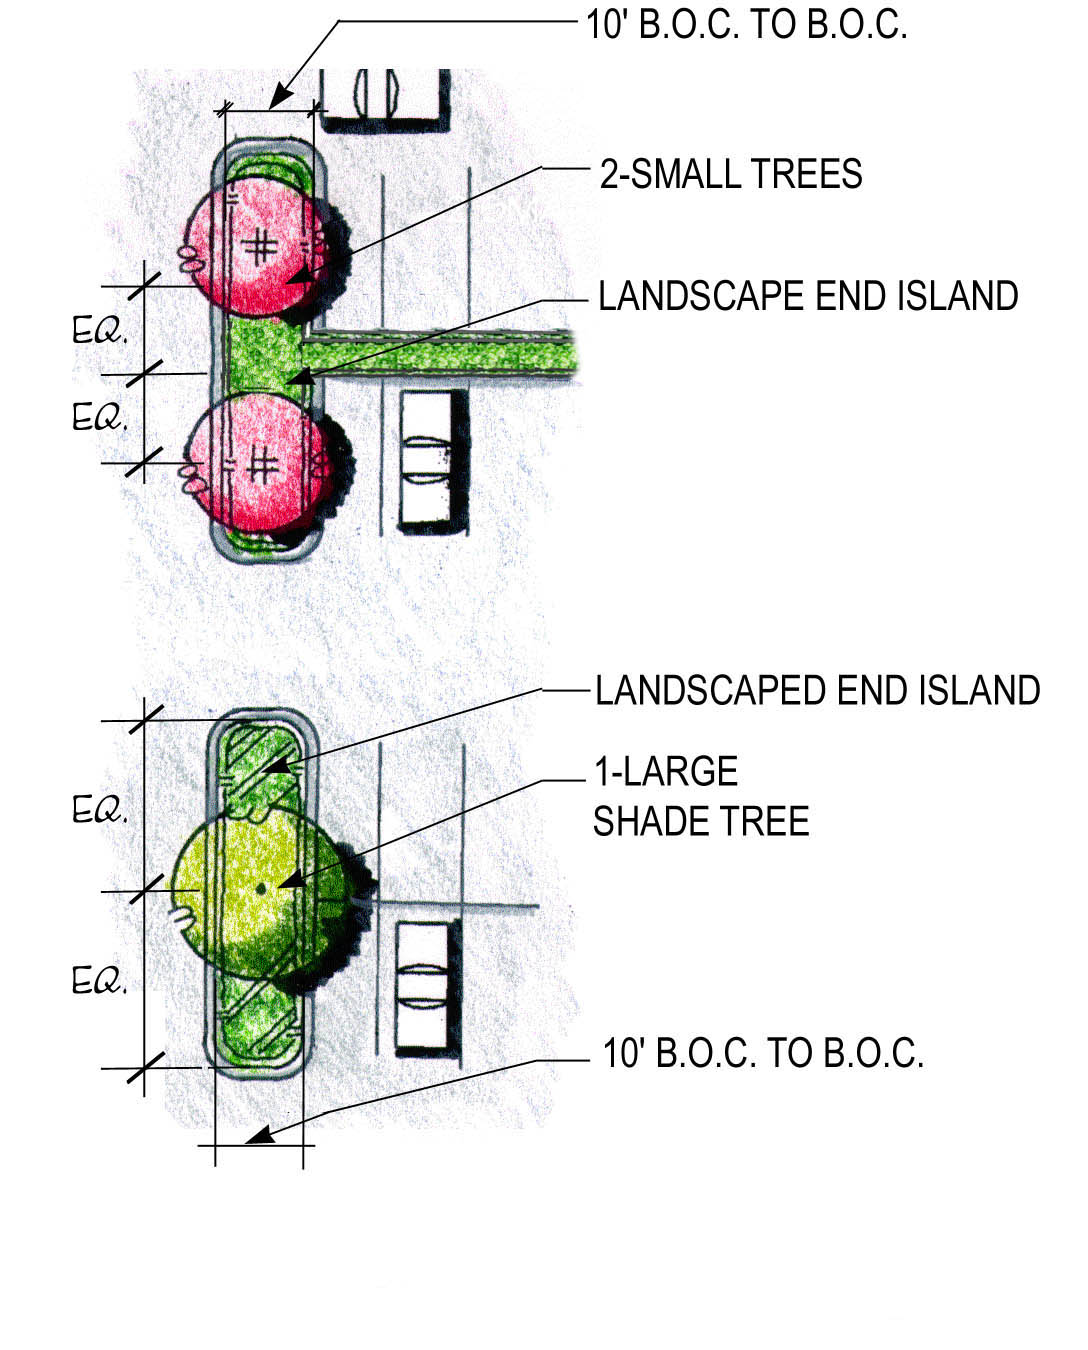 10' B.O.C. TO B.O.C.
2-SMALL TREES
LANDSCAPE END ISLAND
EQ.
EQ.
LANDSCAPED END ISLAND
1-LARGE
SHADE TREE
EQ.
EQ.
10' B.O.C. TO B.O.C.